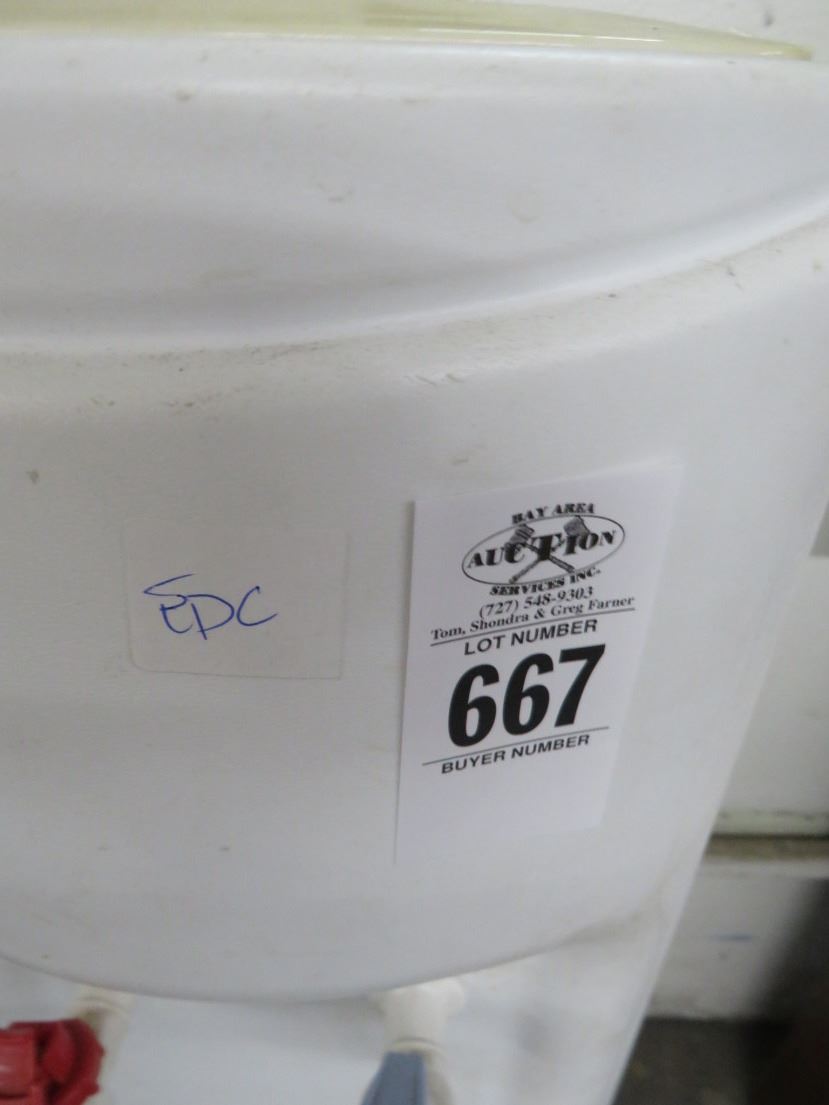 EDC
BAY AREA
AUCTION
SERVICES INC.
(727) 548-9303
Tom, Shondra & Greg Farner
LOT NUMBER
667
BUYER NUMBER